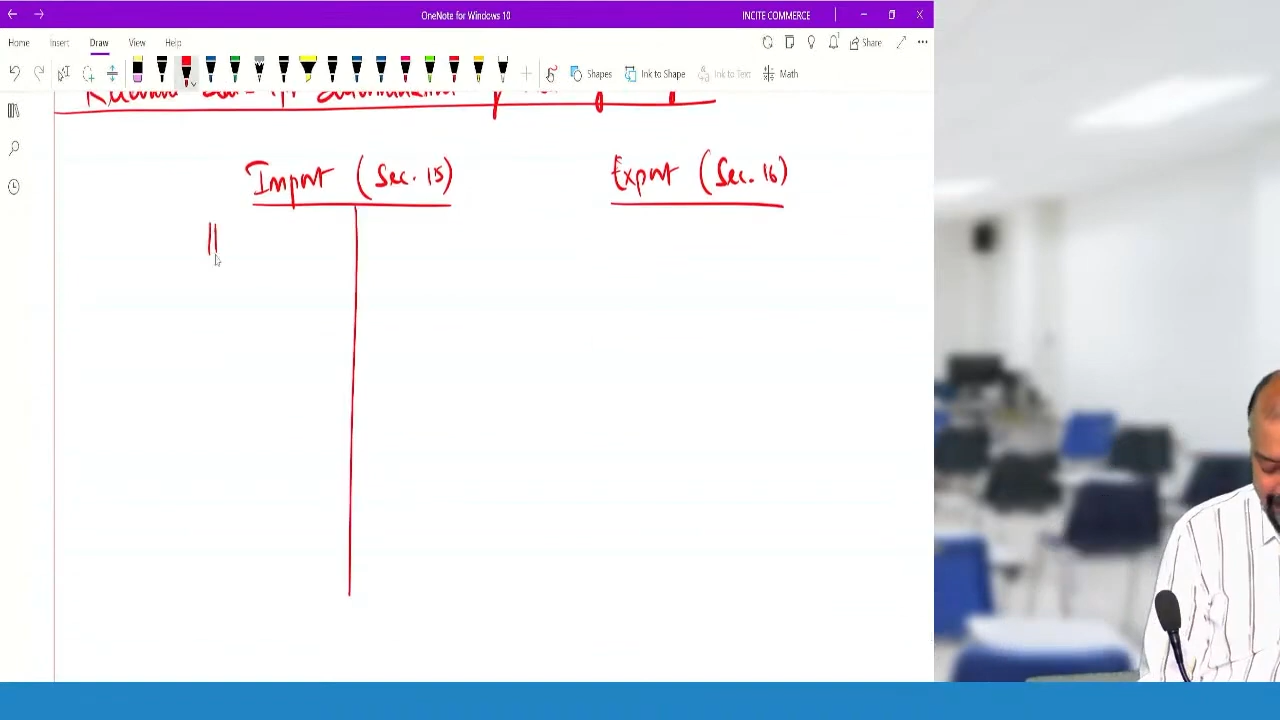 OneNote for Windows 10
INCITE COMMERCE
Home Insert Draw View Help
Share
Shapes
Ink to Shape
Ink to Text
Math
Import (Sec. 15)
Export (Sec. 16)